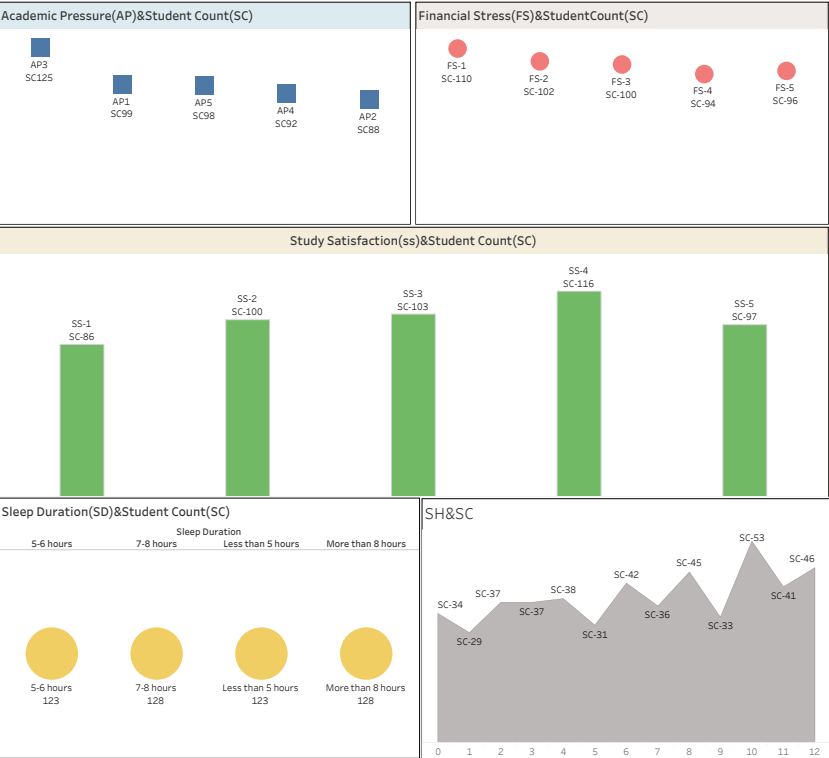 Academic Pressure(AP)&Student Count(SC)
AP3
SC125
AP1
SC99
AP5
SC98
AP4
SC92
AP2
SC88
Financial Stress(FS)&StudentCount(SC)
FS-1
SC-110
FS-2
SC-102
FS-3
SC-100
FS-4
SC-94
FS-5
SC-96
Study Satisfaction(ss)&Student Count(SC)
SS-1
SC-86
SS-2
SC-100
SS-3
SC-103
SS-4
SC-116
SS-5
SC-97
Sleep Duration(SD)&Student Count(SC)
Sleep Duration
5-6 hours 7-8 hours Less than 5 hours More than 8 hours
5-6 hours
123
7-8 hours
128
Less than 5 hours
123
More than 8 hours
128
SH&SC
SC-34
SC-29
SC-37
SC-37
SC-38
SC-31
SC-42
SC-36
SC-45
SC-33
SC-53
SC-41
SC-46
0 1 2 3 4 5 6 7 8 9 10 11 12